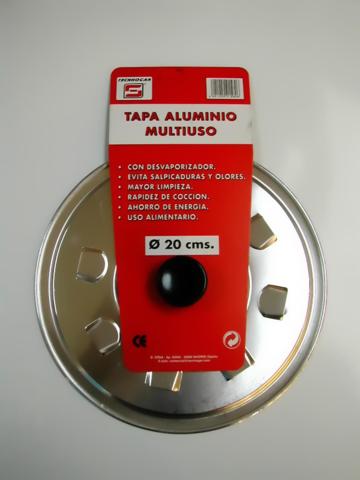 TECNHOGAR
S
TAPA ALUMINIO
MULTIUSO
• CON DESVAPORIZADOR.
• EVITA SALPICADURAS Y OLORES.
• MAYOR LIMPIEZA.
• RAPIDEZ DE COCCION.
• AHORRO DE ENERGIA.
• USO ALIMENTARIO.
Ø 20 cms.
CE